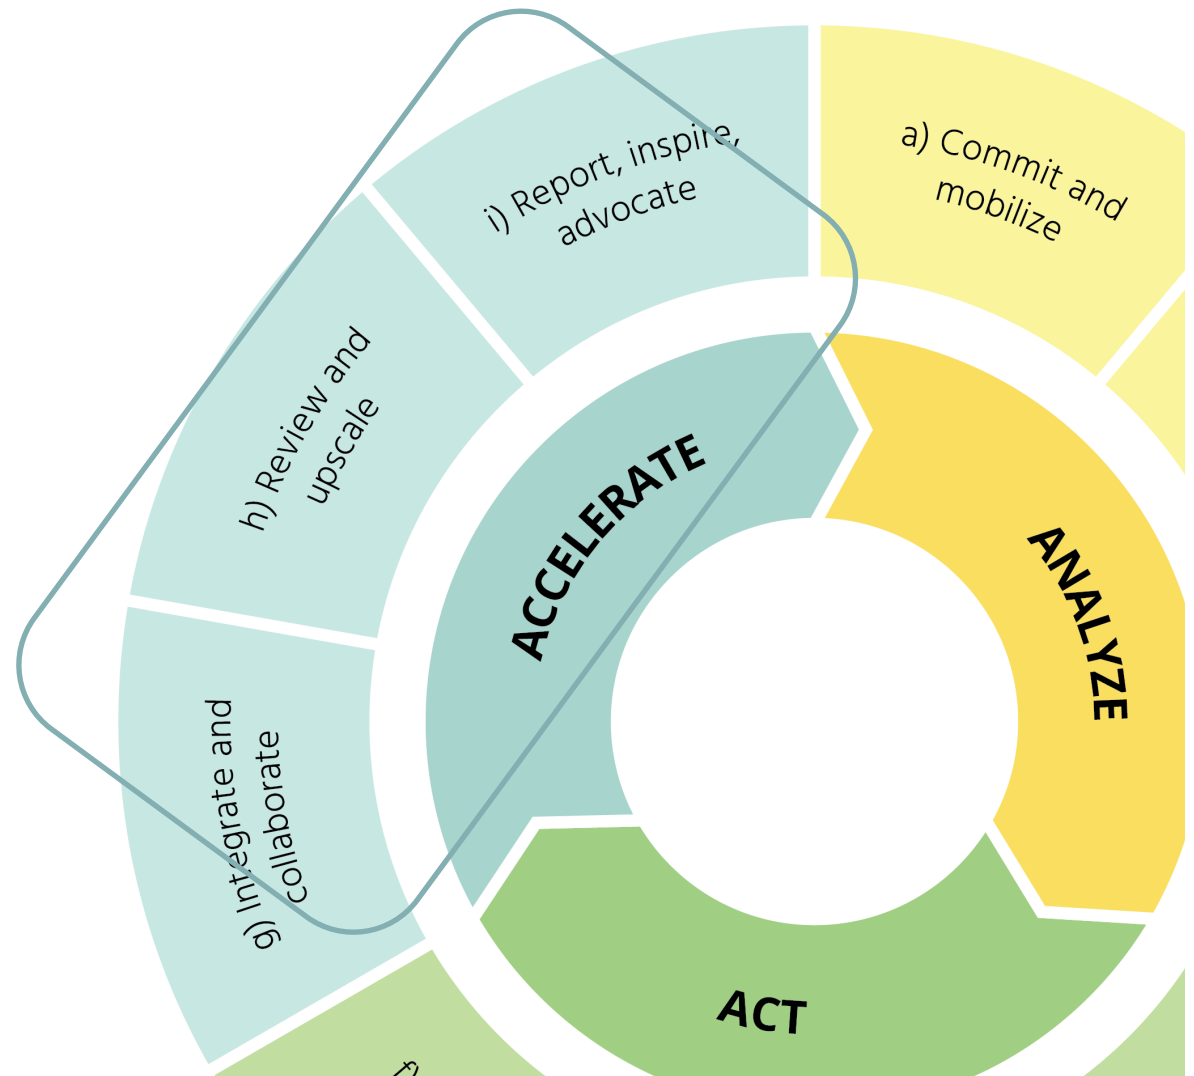 i) Report, inspire,
advocate
a) Commit and
mobilize
h) Review and
upscale
ACCELERATE
ANALYZE
g) Integrate and
Collaborate
ACT
f)